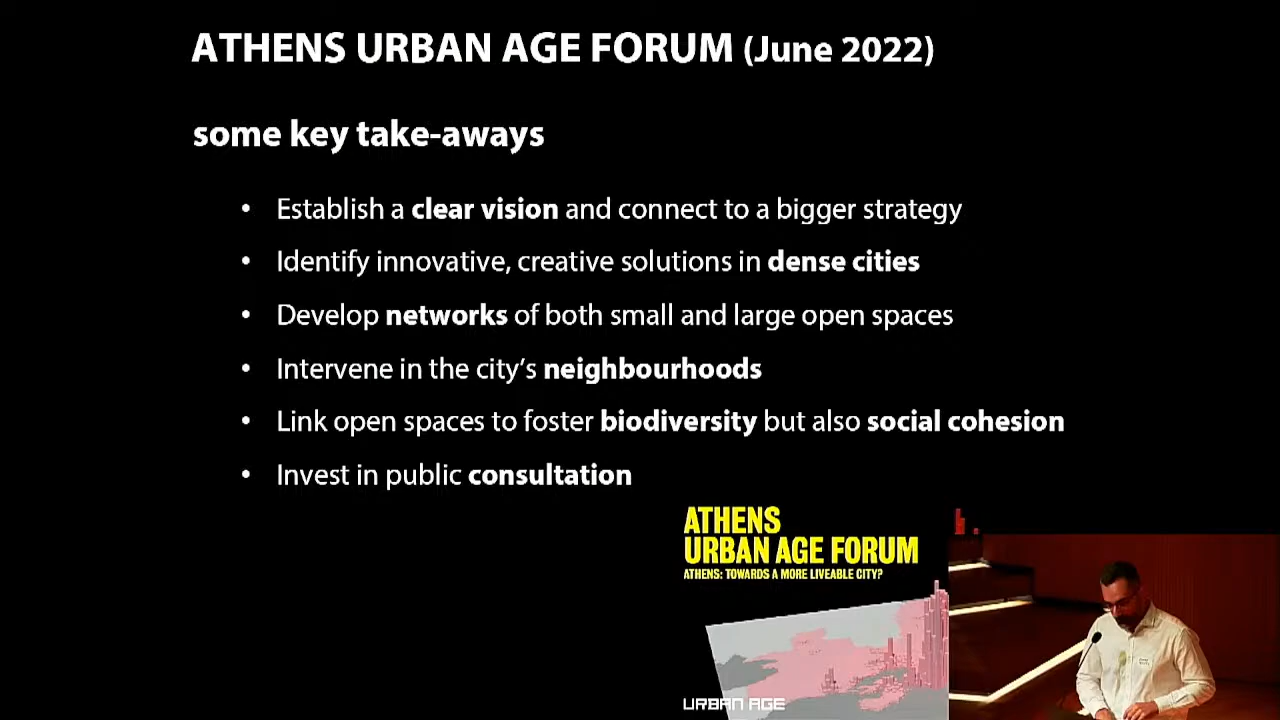 ATHENS URBAN AGE FORUM (June 2022)
some key take-aways
• Establish a clear vision and connect to a bigger strategy
• Identify innovative, creative solutions in dense cities
• Develop networks of both small and large open spaces
• Intervene in the city’s neighbourhoods
• Link open spaces to foster biodiversity but also social cohesion
• Invest in public consultation
ATHENS
URBAN AGE FORUM
ATHENS: TOWARDS A MORE LIVEABLE CITY?
URBAN AGE